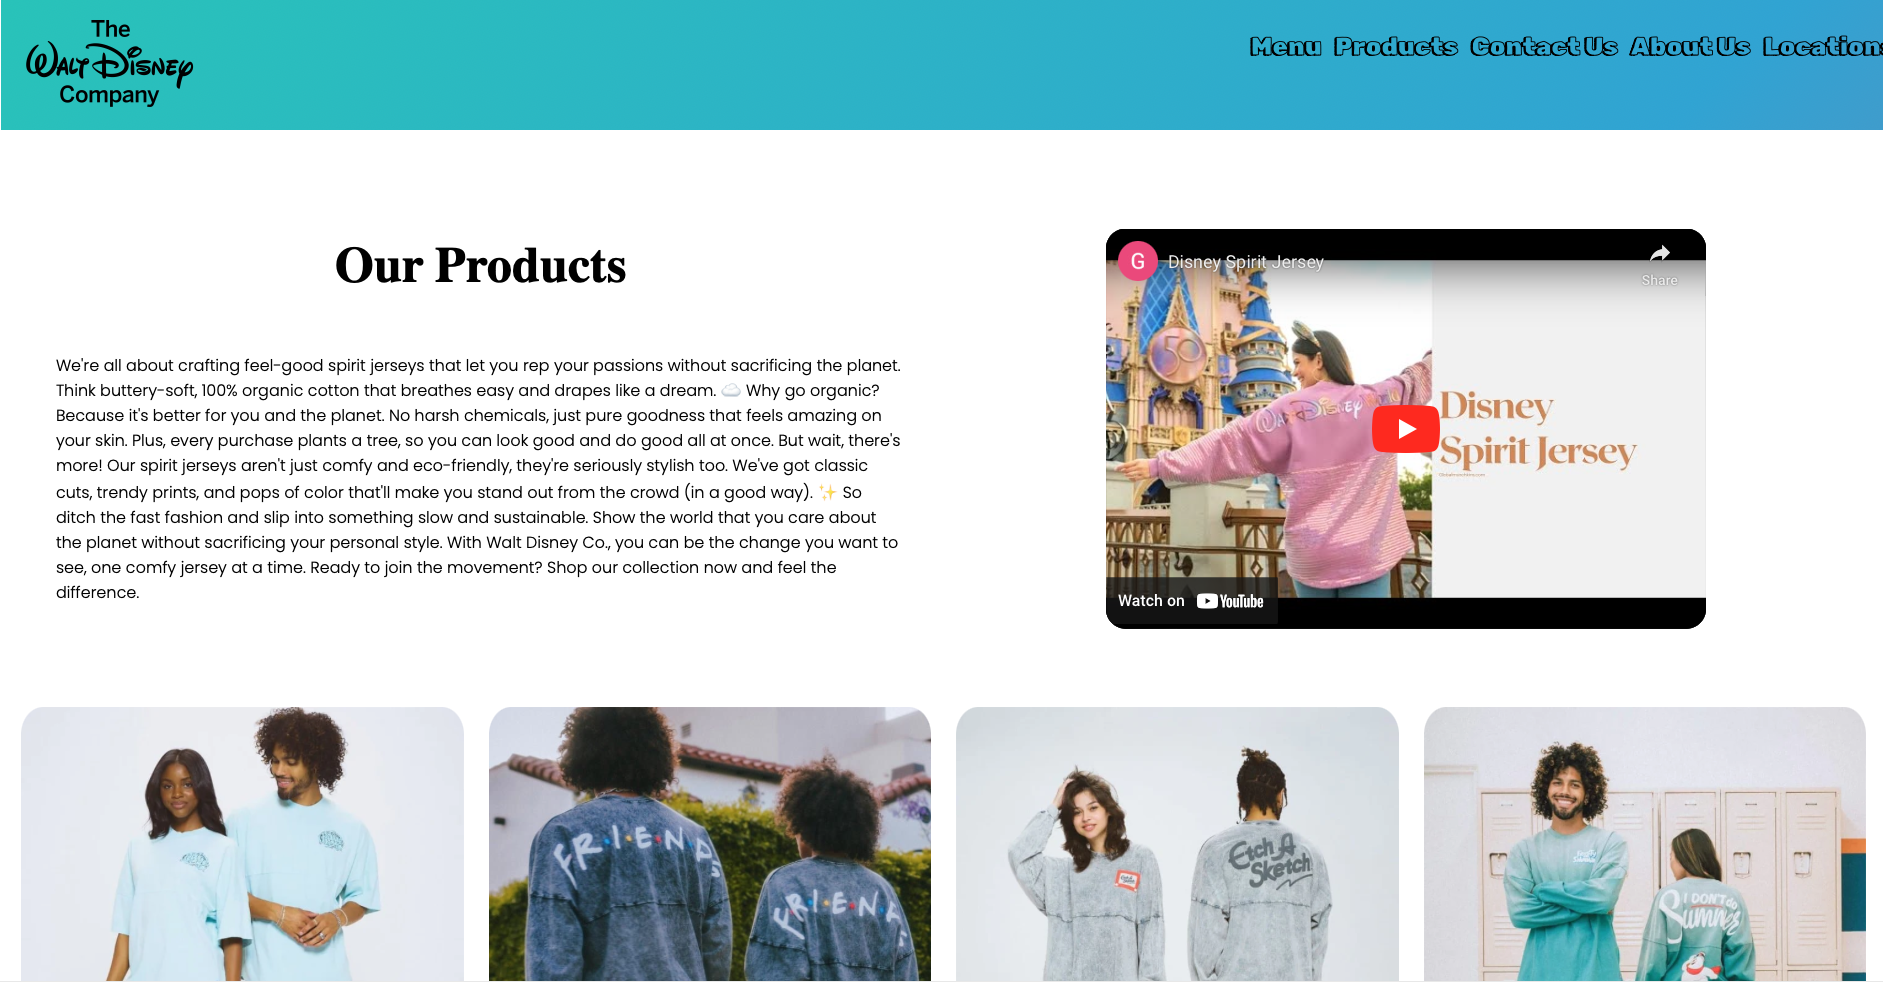 The
WALT DISNEY
Company
Menu Products Contact Us About Us Locations
Our Products
We're all about crafting feel-good spirit jerseys that let you rep your passions without sacrificing the planet.
Think buttery-soft, 100% organic cotton that breathes easy and drapes like a dream. ☁️ Why go organic?
Because it's better for you and the planet. No harsh chemicals, just pure goodness that feels amazing on
your skin. Plus, every purchase plants a tree, so you can look good and do good all at once. But wait, there's
more! Our spirit jerseys aren't just comfy and eco-friendly, they're seriously stylish too. We've got classic
cuts, trendy prints, and pops of color that'll make you stand out from the crowd (in a good way). ✨ So
ditch the fast fashion and slip into something slow and sustainable. Show the world that you care about
the planet without sacrificing your personal style. With Walt Disney Co., you can be the change you want to
see, one comfy jersey at a time. Ready to join the movement? Shop our collection now and feel the
difference.
G Disney Spirit Jersey
Share
50
WALT DISNEY World
Disney
Spirit Jersey
Watch on YouTube
F·R·I·E·N·D·S
F·R·I·E·N·D·S
Etch A
Sketch
I DON'T do
Summer